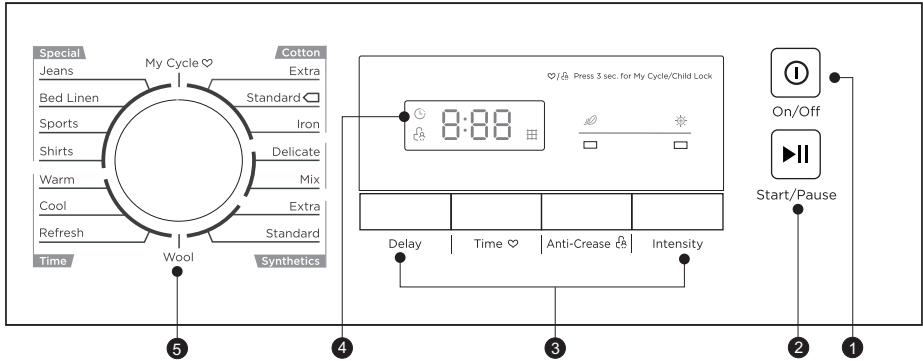 Special
Cotton
My Cycle ♡
Jeans
Extra
Bed Linen
Standard
Sports
Iron
Shirts
Delicate
Warm
Mix
Cool
Extra
Refresh
Standard
Time
Wool
Synthetics
♡/ Press 3 sec. for My Cycle/Child Lock
8:88
Delay
Time ♡
Anti-Crease
Intensity
On/Off
Start/Pause
5
4
3
2
1